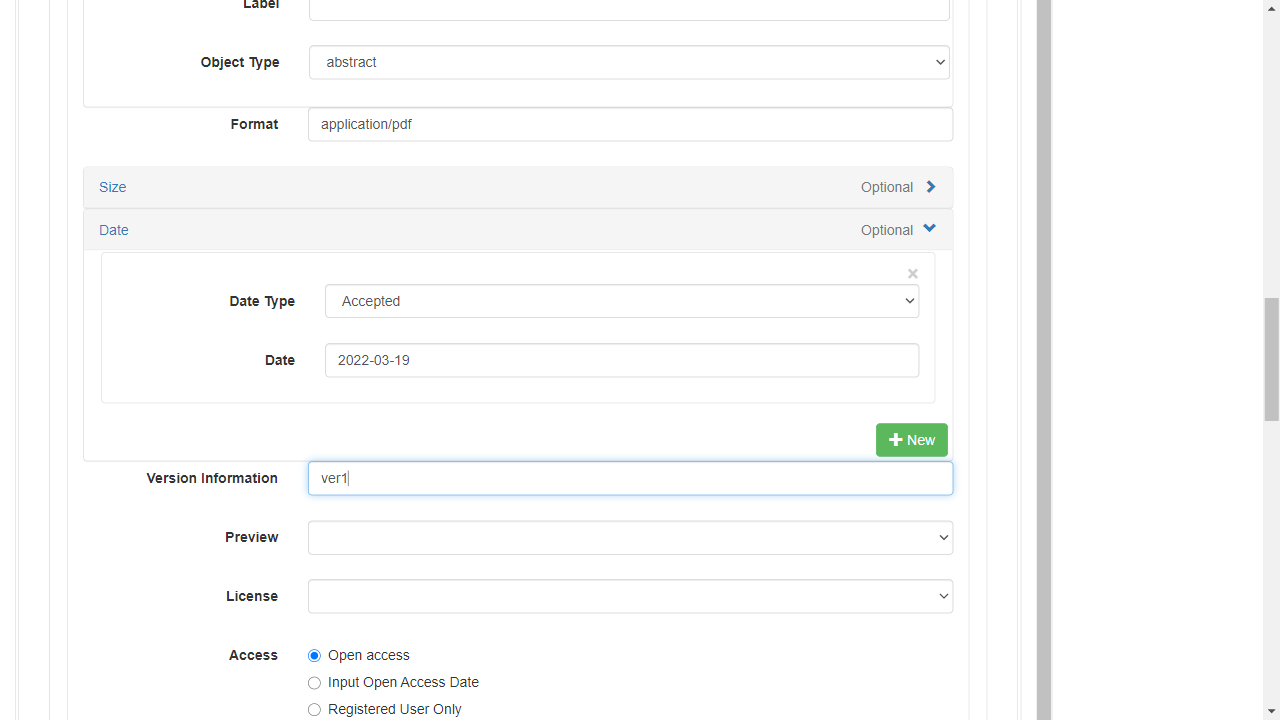 Label
Object Type abstract
Format application/pdf
Size Optional
Date Optional
×
Date Type Accepted
Date 2022-03-19
New
Version Information ver1
Preview
License
Access Open access
Input Open Access Date
Registered User Only